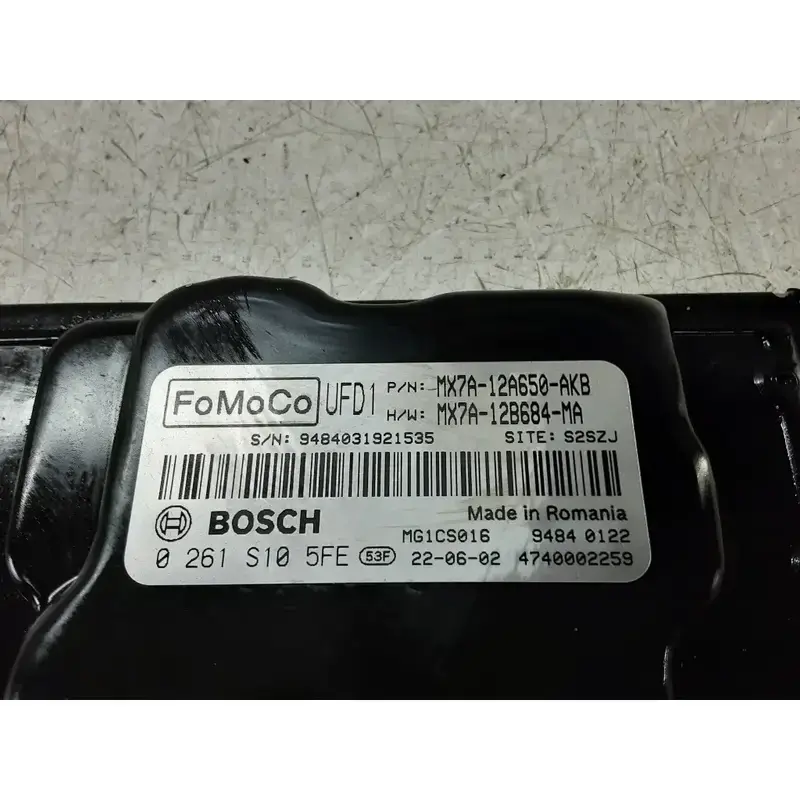 FoMoCo UFD1 P/N: MX7A-12A650-AKB
H/W: MX7A-12B684-MA
S/N: 9484031921535 SITE: S2SZJ
BOSCH Made in Romania
MG1CS016 9484 0122
0 261 S10 5FE 53F 22-06-02 4740002259